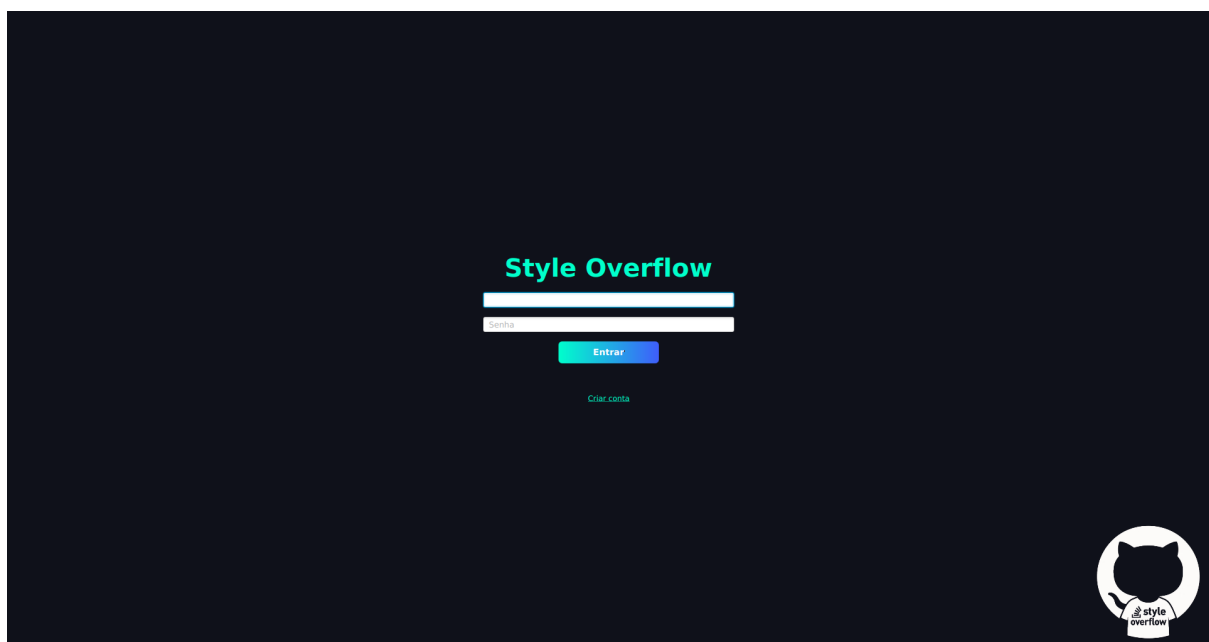 Style Overflow
Senha
Entrar
Criar conta
style
overflow